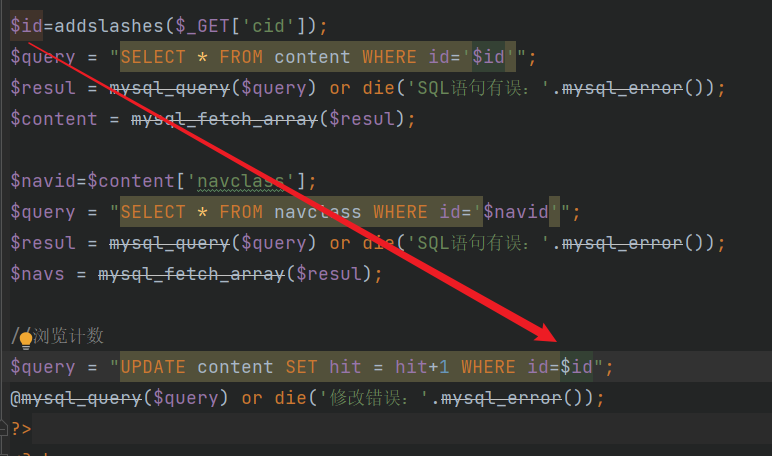 $id=addslashes($_GET['cid']);
$query = "SELECT * FROM content WHERE id='$id'";
$resul = mysql_query($query) or die('SQL语句有误：'.mysql_error());
$content = mysql_fetch_array($resul);
$navid=$content['navclass'];
$query = "SELECT * FROM navclass WHERE id='$navid'";
$resul = mysql_query($query) or die('SQL语句有误：'.mysql_error());
$navs = mysql_fetch_array($resul);
//浏览计数
$query = "UPDATE content SET hit = hit+1 WHERE id=$id";
@mysql_query($query) or die('修改错误：'.mysql_error());
?>